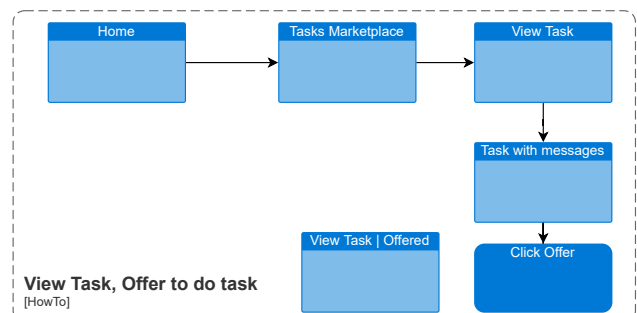 Home
Tasks Marketplace
View Task
Task with messages
View Task | Offered
Click Offer
View Task, Offer to do task
[HowTo]